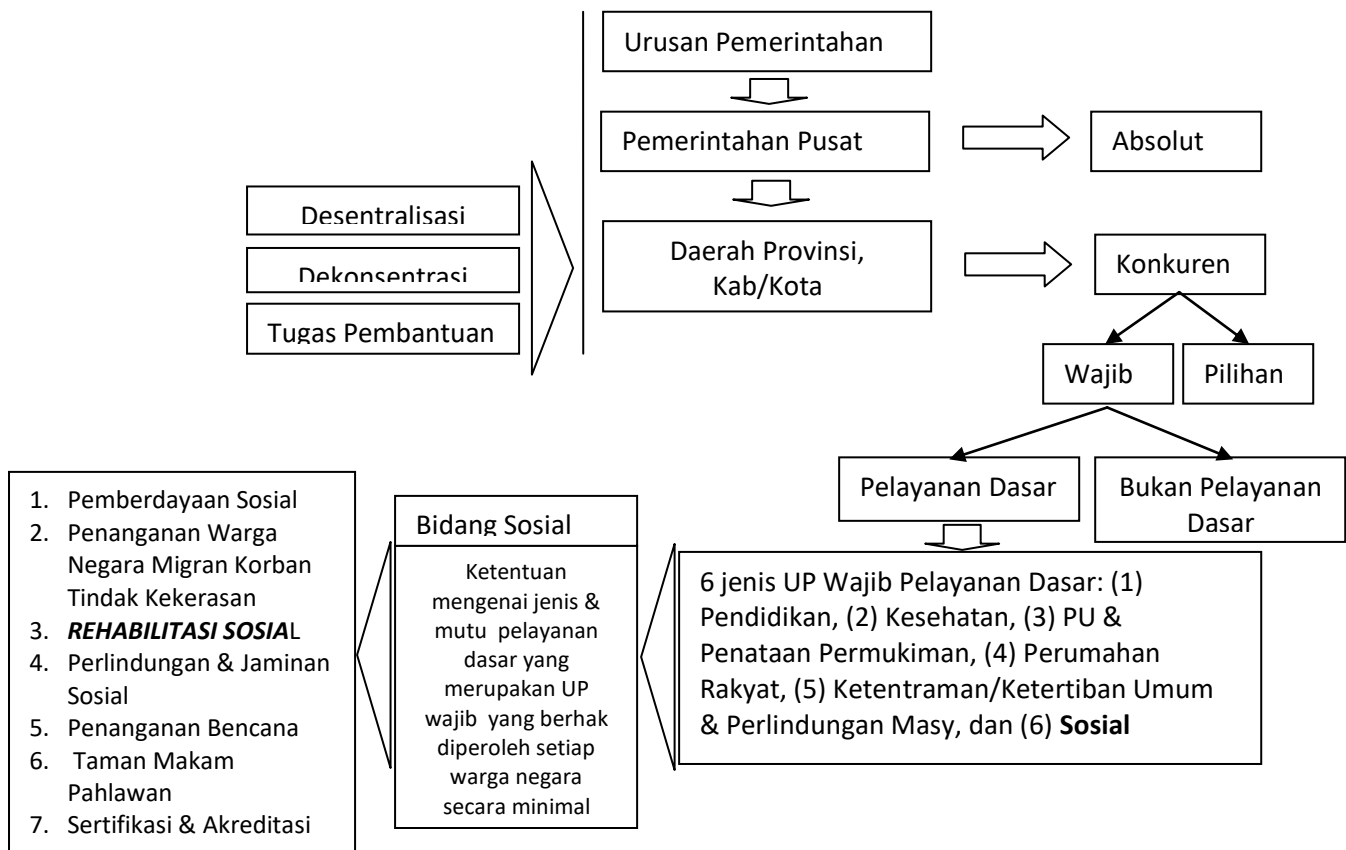 Urusan Pemerintahan
Pemerintahan Pusat
Absolut
Desentralisasi
Dekonsentrasi
Tugas Pembantuan
Daerah Provinsi,
Kab/Kota
Konkuren
Wajib
Pilihan
Pelayanan Dasar
Bukan Pelayanan
Dasar
6 jenis UP Wajib Pelayanan Dasar: (1)
Pendidikan, (2) Kesehatan, (3) PU &
Penataan Permukiman, (4) Perumahan
Rakyat, (5) Ketentraman/Ketertiban Umum
& Perlindungan Masy, dan (6) Sosial
Bidang Sosial
Ketentuan
mengenai jenis &
mutu pelayanan
dasar yang
merupakan UP
wajib yang berhak
diperoleh setiap
warga negara
secara minimal
1. Pemberdayaan Sosial
2. Penanganan Warga
Negara Migran Korban
Tindak Kekerasan
3. REHABILITASI SOSIAL
4. Perlindungan & Jaminan
Sosial
5. Penanganan Bencana
6. Taman Makam
Pahlawan
7. Sertifikasi & Akreditasi